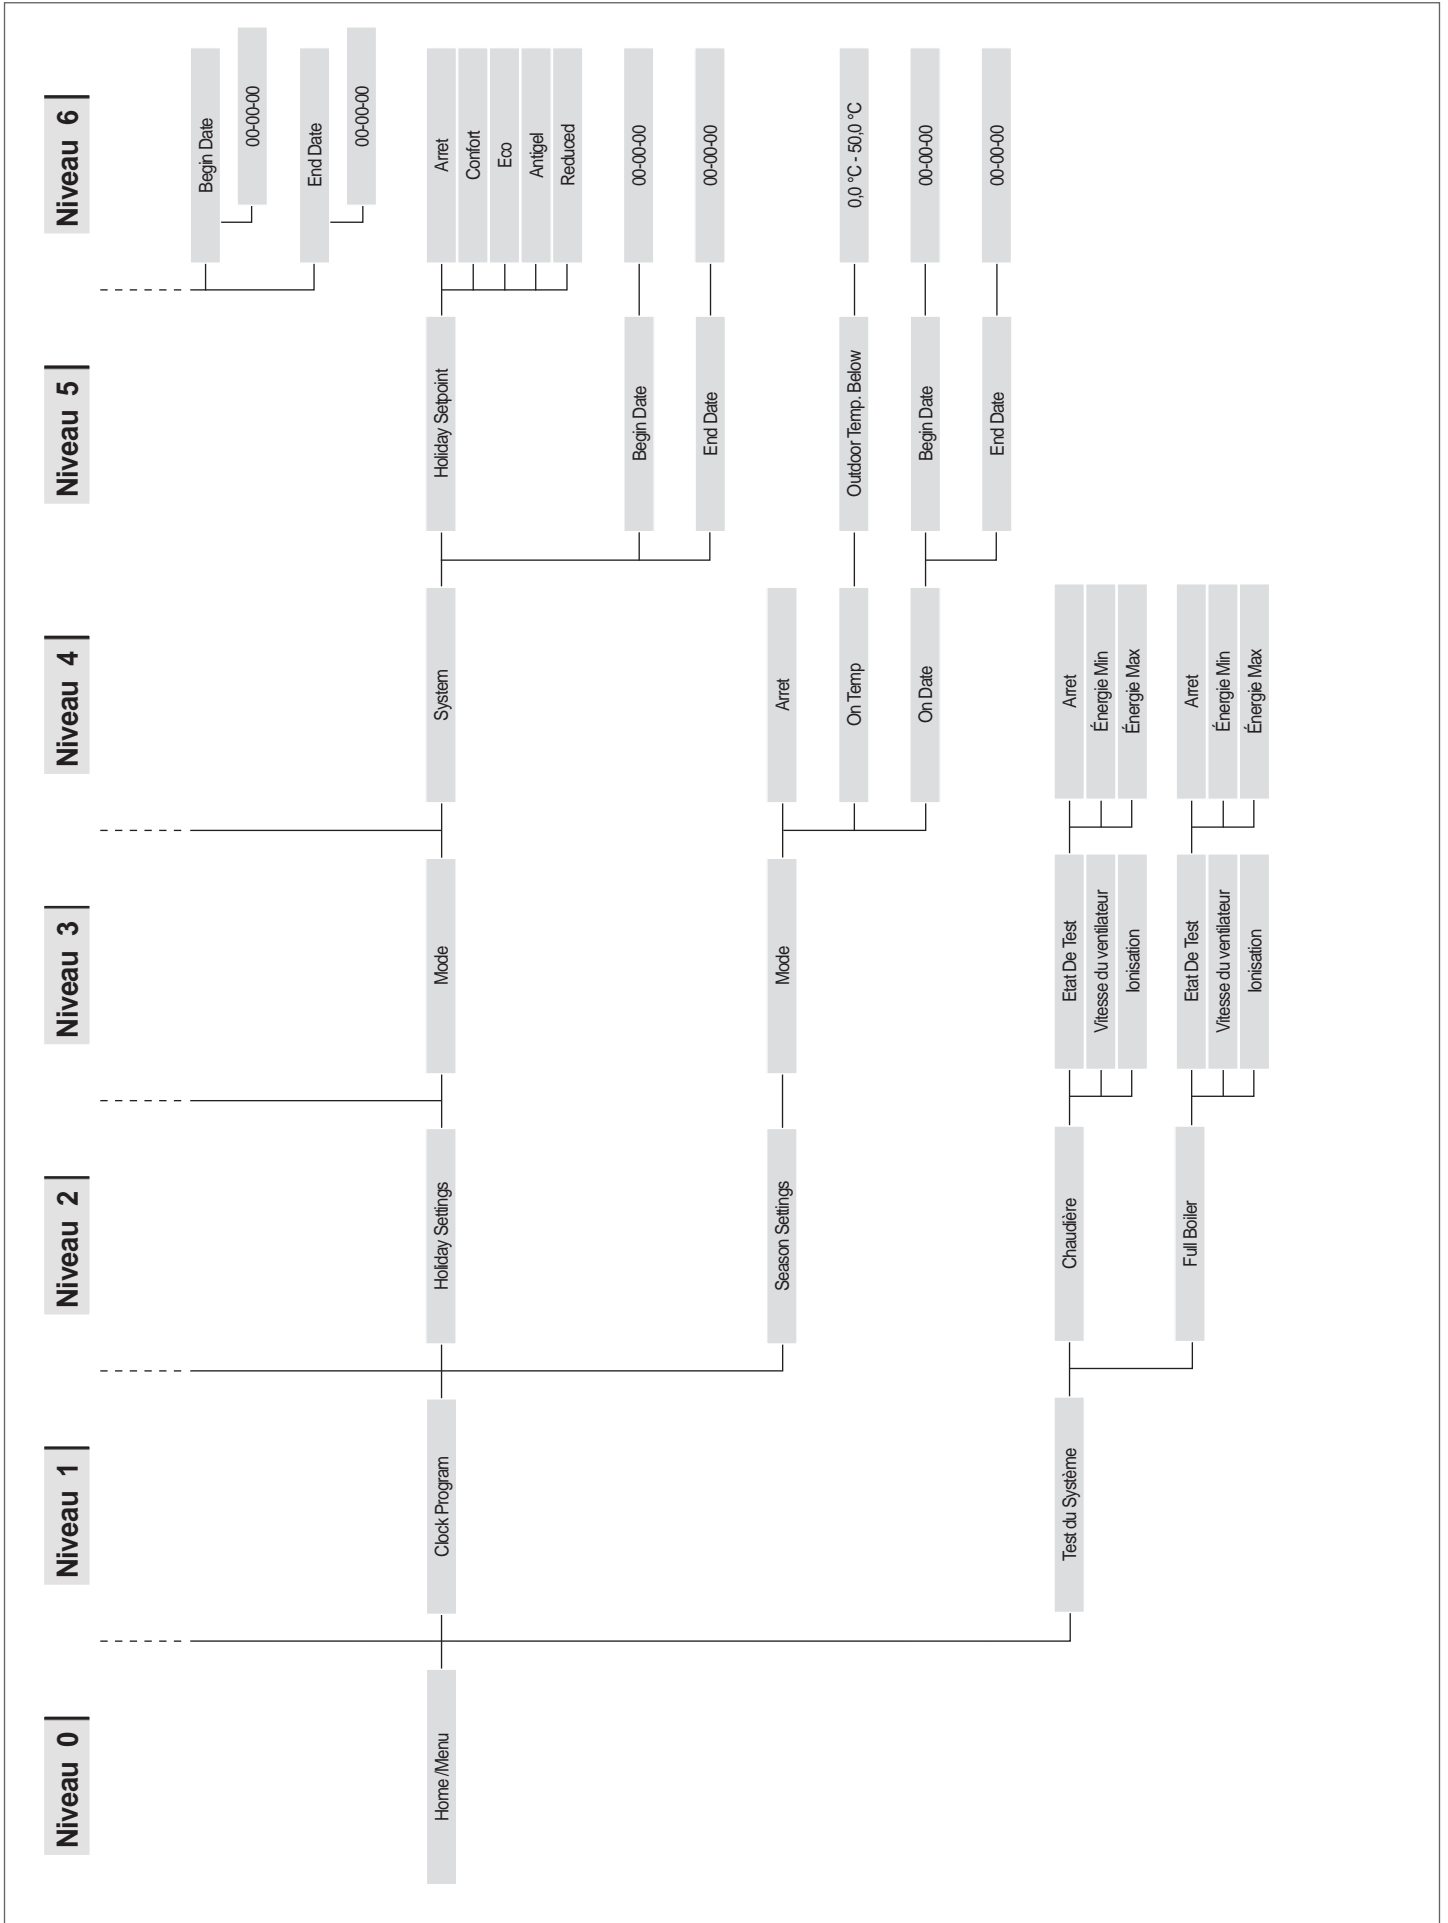 Niveau 0
Niveau 1
Niveau 2
Niveau 3
Niveau 4
Niveau 5
Niveau 6
Begin Date
00-00-00
End Date
00-00-00
Home /Menu
Clock Program
Holiday Settings
Mode
System
Holiday Setpoint
Arret
Confort
Eco
Antigel
Reduced
Begin Date
00-00-00
End Date
00-00-00
Season Settings
Mode
Arret
On Temp
Outdoor Temp. Below
0,0 °C - 50,0 °C
On Date
Begin Date
00-00-00
End Date
00-00-00
Test du Système
Chaudière
Etat De Test
Vitesse du ventilateur
Ionisation
Arret
Énergie Min
Énergie Max
Full Boiler
Etat De Test
Vitesse du ventilateur
Ionisation
Arret
Énergie Min
Énergie Max